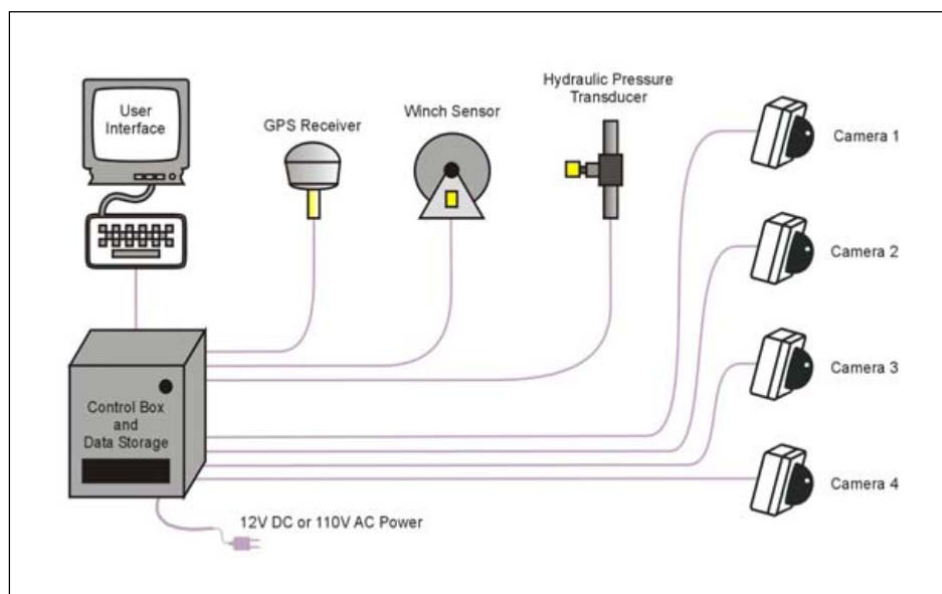 User
Interface
GPS Receiver
Winch Sensor
Hydraulic Pressure
Transducer
Camera 1
Camera 2
Camera 3
Camera 4
Control Box
and
Data Storage
12V DC or 110V AC Power